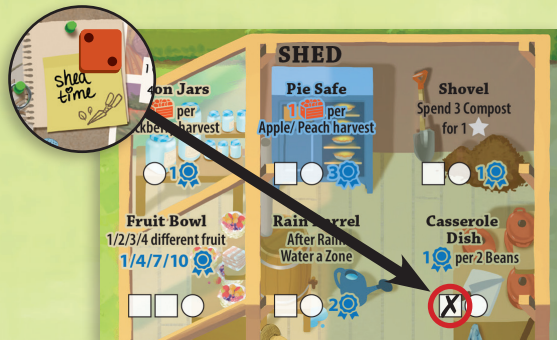 shed
time
SHED
on Jars
per
ckberry harvest
1
Pie Safe
1 per
Apple/Peach harvest
3
Shovel
Spend 3 Compost
for 1
1
Fruit Bowl
1/2/3/4 different fruit
1/4/7/10
Rain Barrel
After Rain
Water a Zone
2
Casserole
Dish
1 per 2 Beans
X